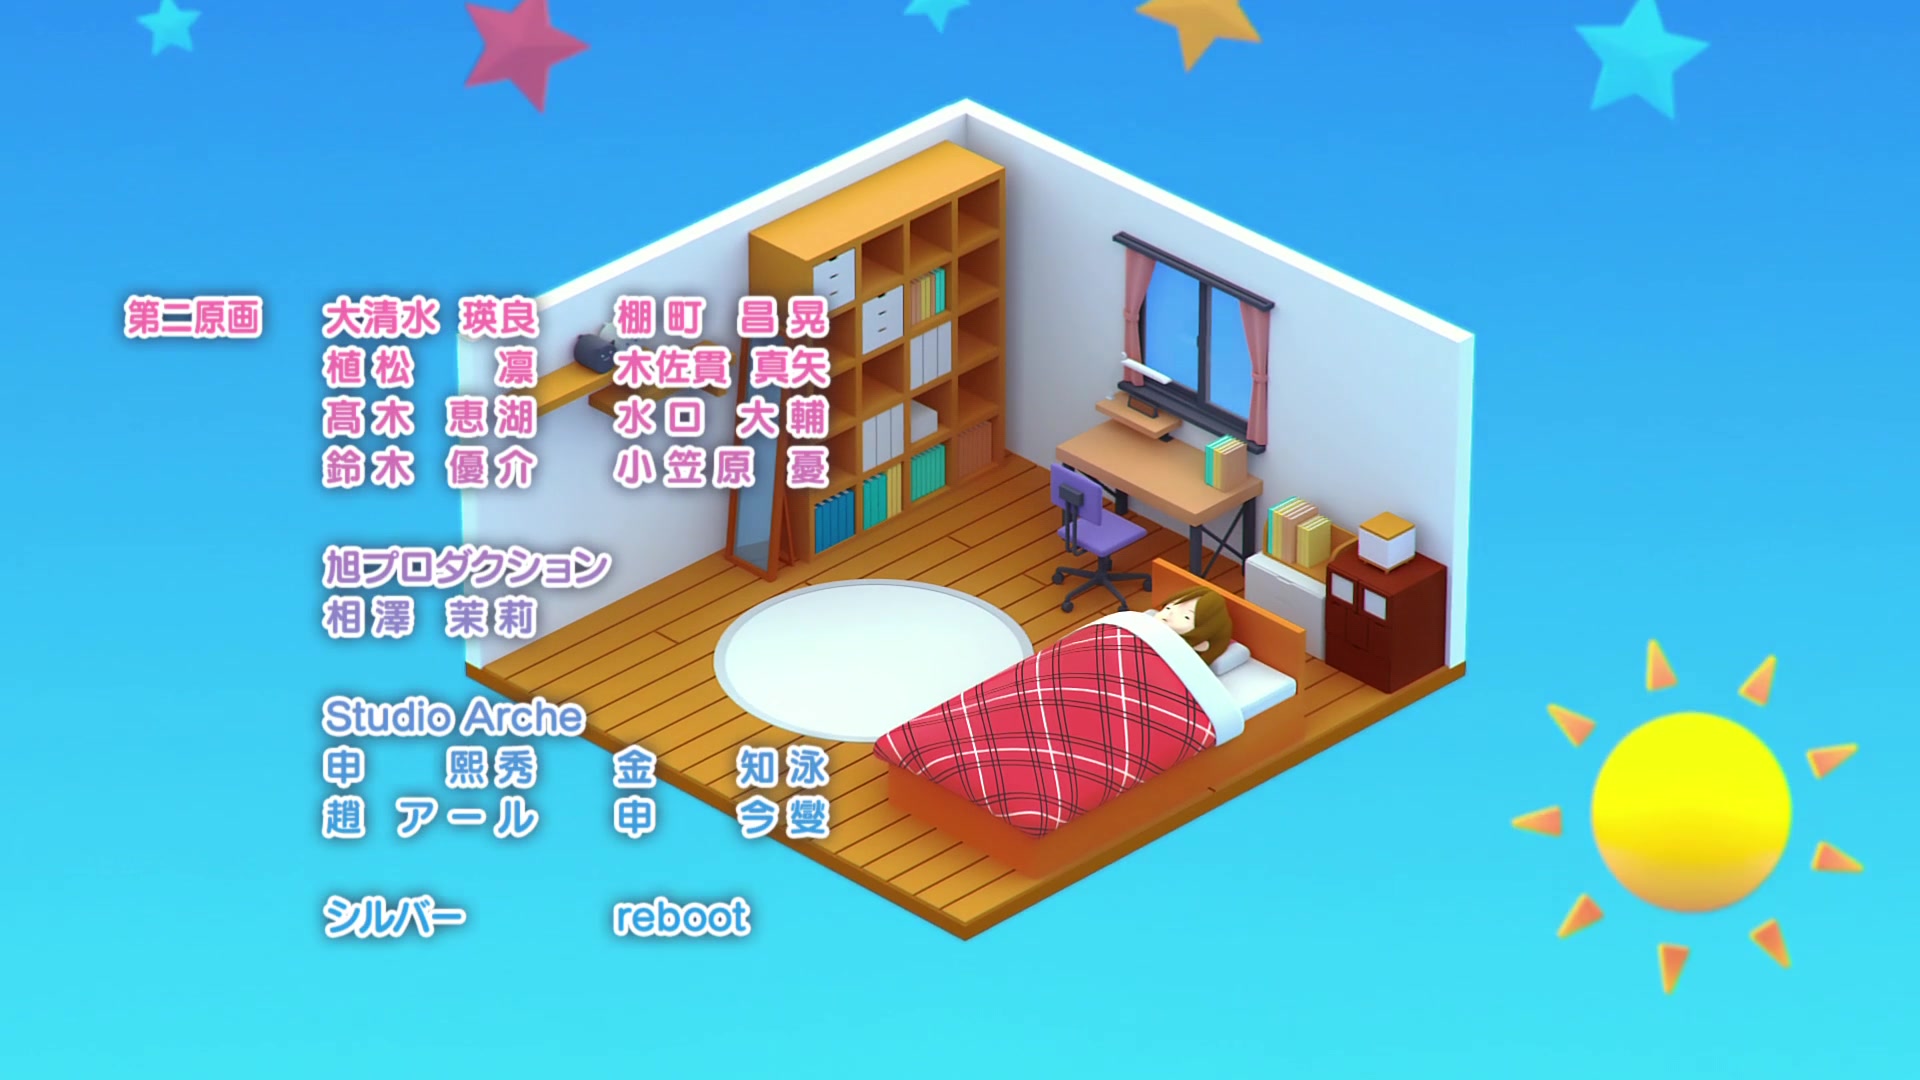 第二原画 大清水 瑛良 棚町 昌晃
植松 凛 木佐貫 真矢
髙木 恵湖 水口 大輔
鈴木 優介 小笠原 憂
旭プロダクション
相澤 茉莉
Studio Arche
申 熙秀 金 知泳
趙 アール 申 今燮
シルバー reboot